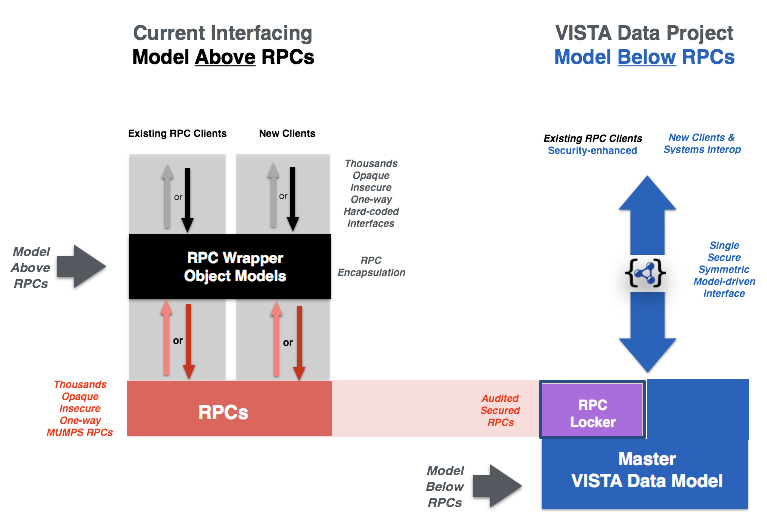 Current Interfacing
Model Above RPCs
VISTA Data Project
Model Below RPCs
Existing RPC Clients
New Clients
Existing RPC Clients
Security-enhanced
New Clients &
Systems Interop
or
or
Thousands
Opaque
Insecure
One-way
Hard-coded
Interfaces
Model
Above
RPCs
RPC Wrapper
Object Models
RPC
Encapsulation
Single
Secure
Symmetric
Model-driven
Interface
{ }
or
or
Thousands
Opaque
Insecure
One-way
MUMPS RPCs
RPCs
Audited
Secured
RPCs
RPC
Locker
Master
VISTA Data Model
Model
Below
RPCs